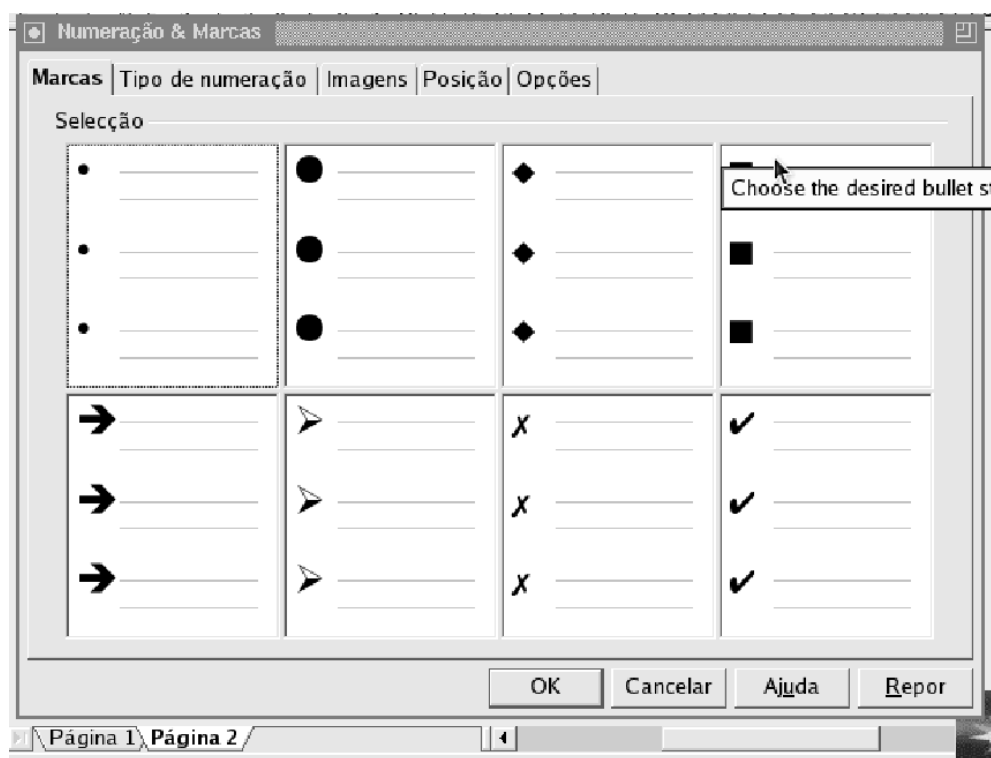 Numeração & Marcas
Marcas Tipo de numeração Imagens Posição Opções
Selecção
Choose the desired bullet
OK Cancelar Ajuda Repor
Página 1 Página 2